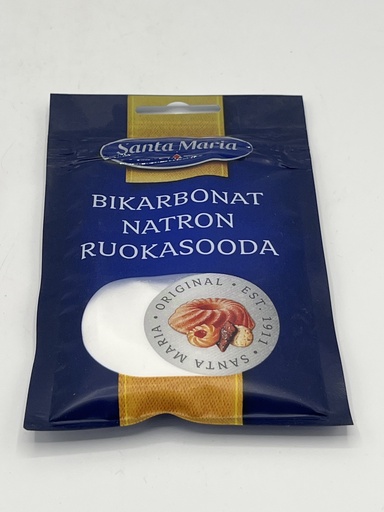 Santa Maria
BIKARBONAT
NATRON
RUOKASOODA
ORIGINAL • EST. 1911 • SANTA MARIA •